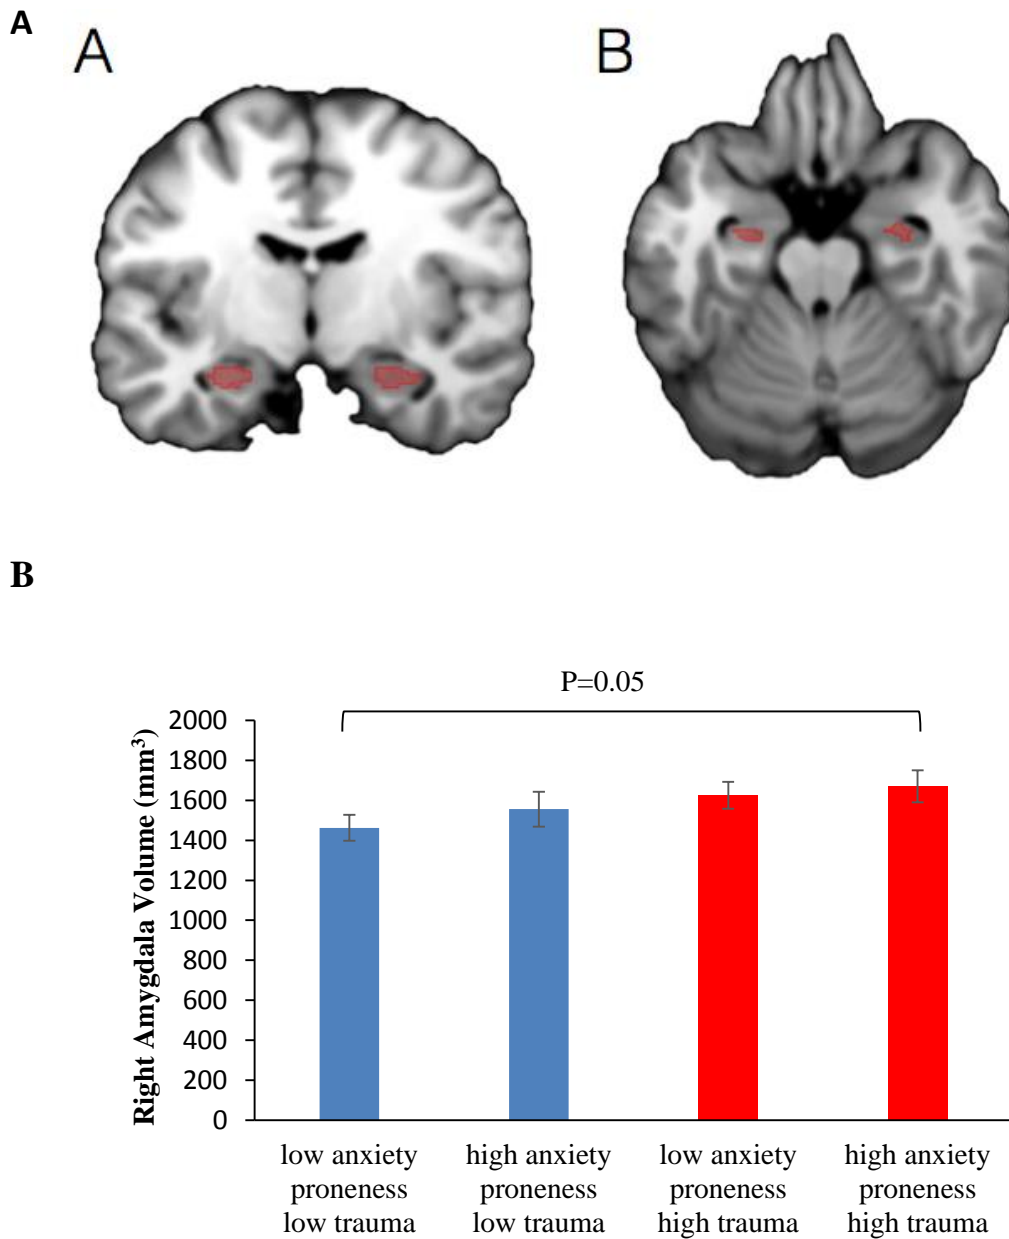 A
A
B
B
P=0.05
Right Amygdala Volume (mm³)
2000
1800
1600
1400
1200
1000
800
600
400
200
0
low anxiety
proneness
low trauma
high anxiety
proneness
low trauma
low anxiety
proneness
high trauma
high anxiety
proneness
high trauma